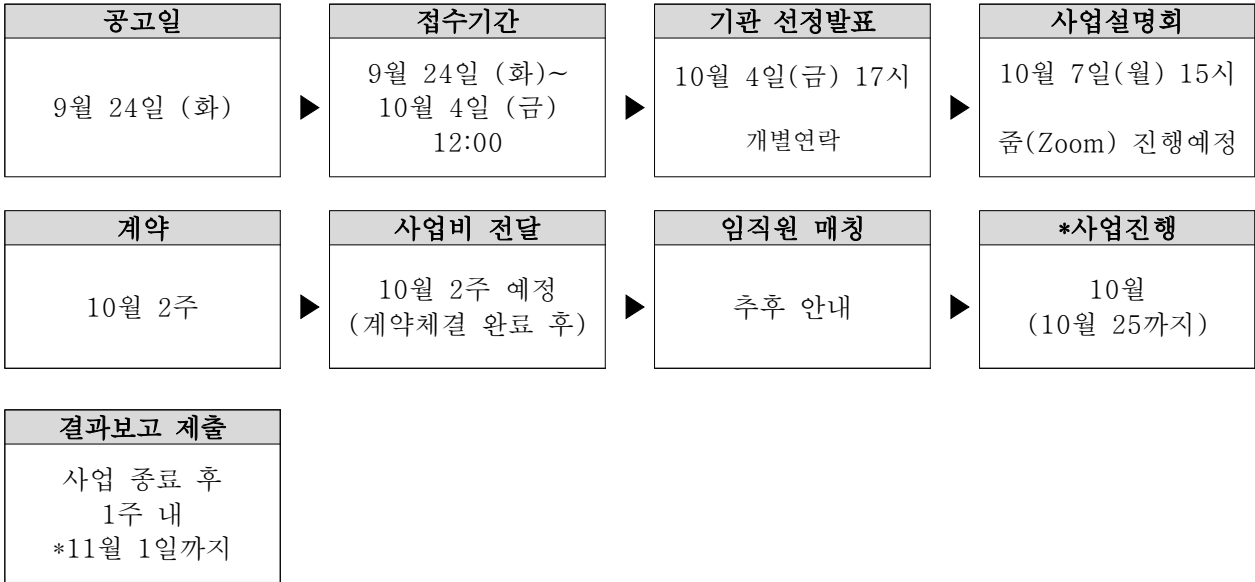 공고일
9월 24일 (화)
접수기간
9월 24일 (화)~
10월 4일 (금)
12:00
기관 선정발표
10월 4일(금) 17시
개별연락
사업설명회
10월 7일(월) 15시
줌(Zoom) 진행예정
계약
10월 2주
사업비 전달
10월 2주 예정
(계약체결 완료 후)
임직원 매칭
추후 안내
*사업진행
10월
(10월 25까지)
결과보고 제출
사업 종료 후
1주 내
*11월 1일까지